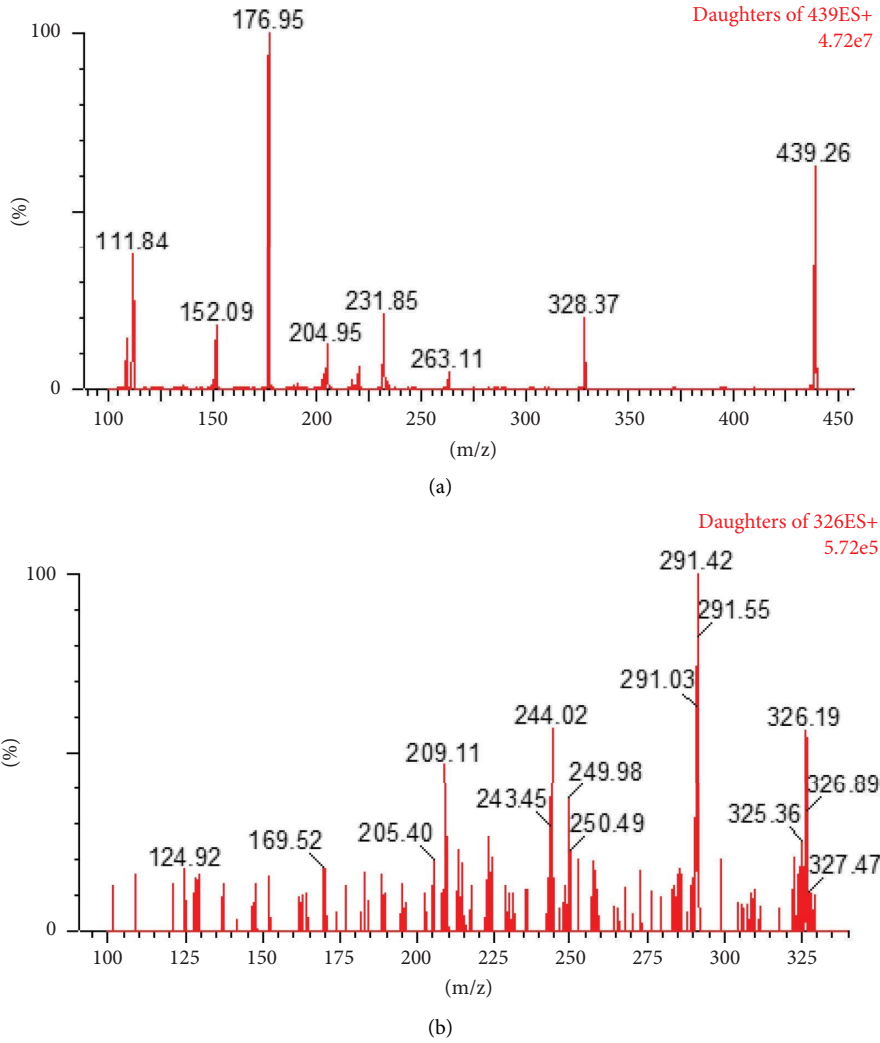 Daughters of 439ES+
4.72e7
100
176.95
439.26
(%)
111.84
152.09
204.95
231.85
263.11
328.37
0
100 150 200 250 300 350 400 450
(m/z)
(a)
Daughters of 326ES+
5.72e5
100
291.42
291.55
291.03
244.02
326.19
(%)
209.11
249.98
243.45
326.89
205.40
250.49
325.36
124.92
169.52
327.47
0
100 125 150 175 200 225 250 275 300 325
(m/z)
(b)